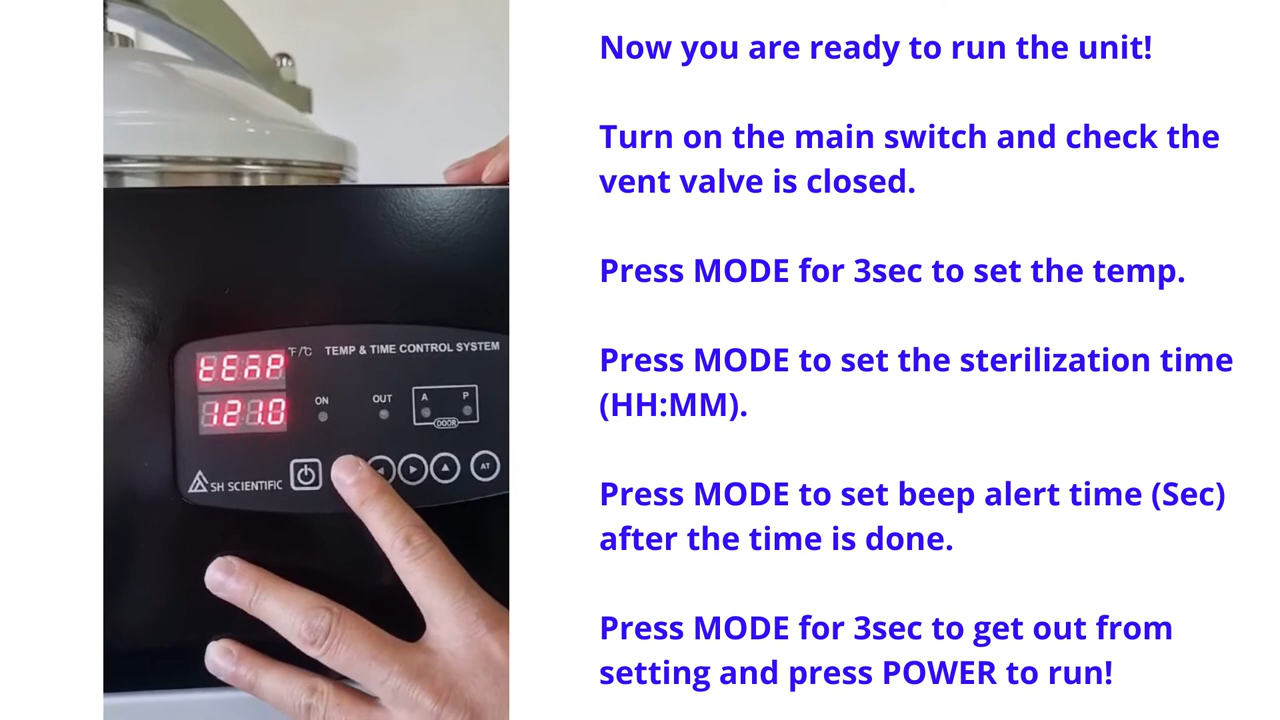 Now you are ready to run the unit!
Turn on the main switch and check the
vent valve is closed.
Press MODE for 3sec to set the temp.
Press MODE to set the sterilization time
(HH:MM).
Press MODE to set beep alert time (Sec)
after the time is done.
Press MODE for 3sec to get out from
setting and press POWER to run!
°F/°C TEMP & TIME CONTROL SYSTEM
tEMP
121.0
ON
OUT
A P
DOOR
SH SCIENTIFIC
AT